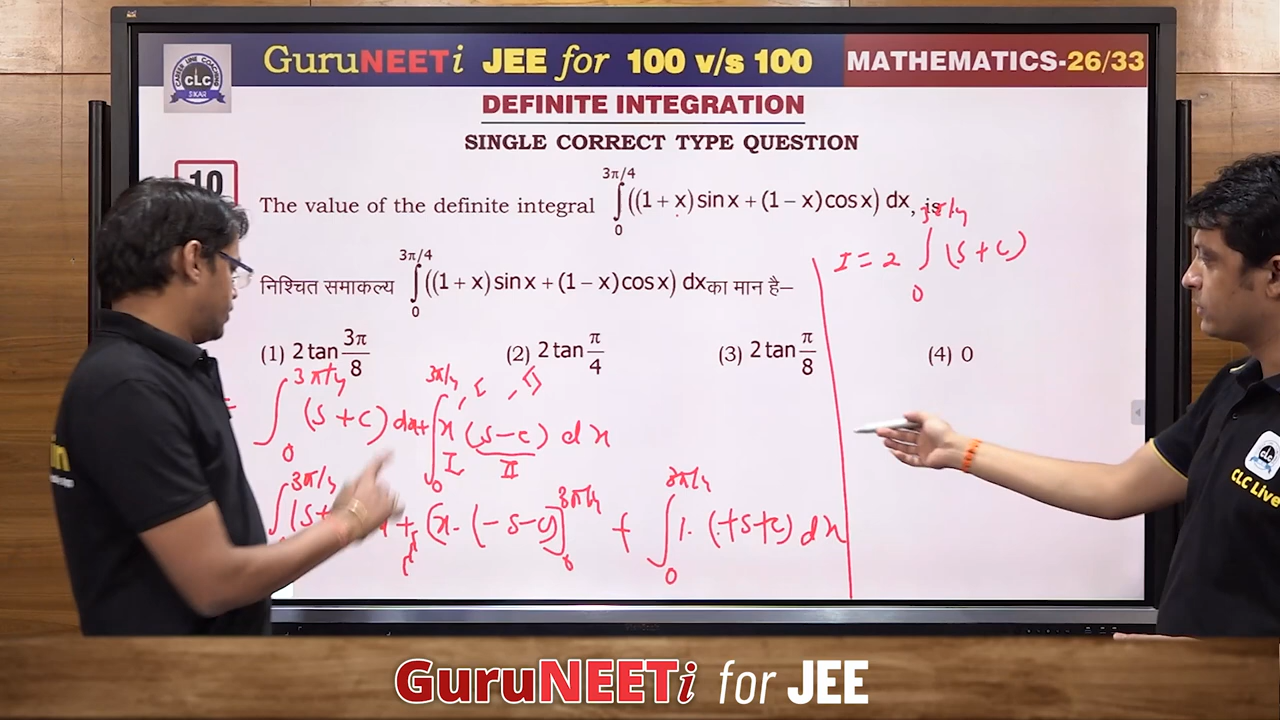 GuruNEETi JEE for 100 v/s 100 MATHEMATICS-26/33
CAREER LINE COACHING
CLC
SIKAR
DEFINITE INTEGRATION
SINGLE CORRECT TYPE QUESTION
10
The value of the definite integral ∫₀^{3π/4} ((1 + x) sin x + (1 − x) cos x) dx, is
निश्चित समाकल्य ∫₀^{3π/4} ((1 + x) sin x + (1 − x) cos x) dx का मान है–
(1) 2 tan 3π/8 (2) 2 tan π/4 (3) 2 tan π/8 (4) 0
I = 2 ∫₀^{3π/4} (s + c)
= ∫₀^{3π/4} (s + c) dx + ∫₀^{3π/4} x (s − c) dx
I II
+ (x. (−s−c)]₀^{3π/4} + ∫₀^{3π/4} 1. (+s+c) dx
CLC
CLC Live
GuruNEETi for JEE